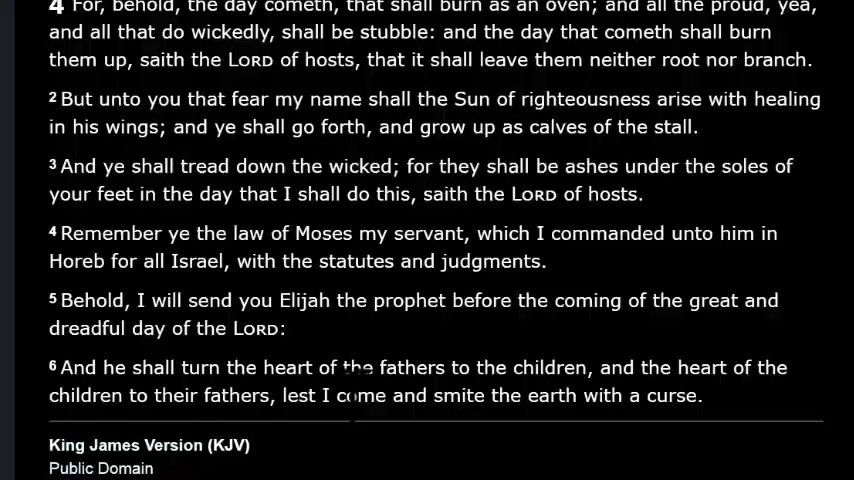 4 For, behold, the day cometh, that shall burn as an oven; and all the proud, yea,
and all that do wickedly, shall be stubble: and the day that cometh shall burn
them up, saith the LORD of hosts, that it shall leave them neither root nor branch.
2 But unto you that fear my name shall the Sun of righteousness arise with healing
in his wings; and ye shall go forth, and grow up as calves of the stall.
3 And ye shall tread down the wicked; for they shall be ashes under the soles of
your feet in the day that I shall do this, saith the LORD of hosts.
4 Remember ye the law of Moses my servant, which I commanded unto him in
Horeb for all Israel, with the statutes and judgments.
5 Behold, I will send you Elijah the prophet before the coming of the great and
dreadful day of the LORD:
6 And he shall turn the heart of the fathers to the children, and the heart of the
children to their fathers, lest I come and smite the earth with a curse.
King James Version (KJV)
Public Domain